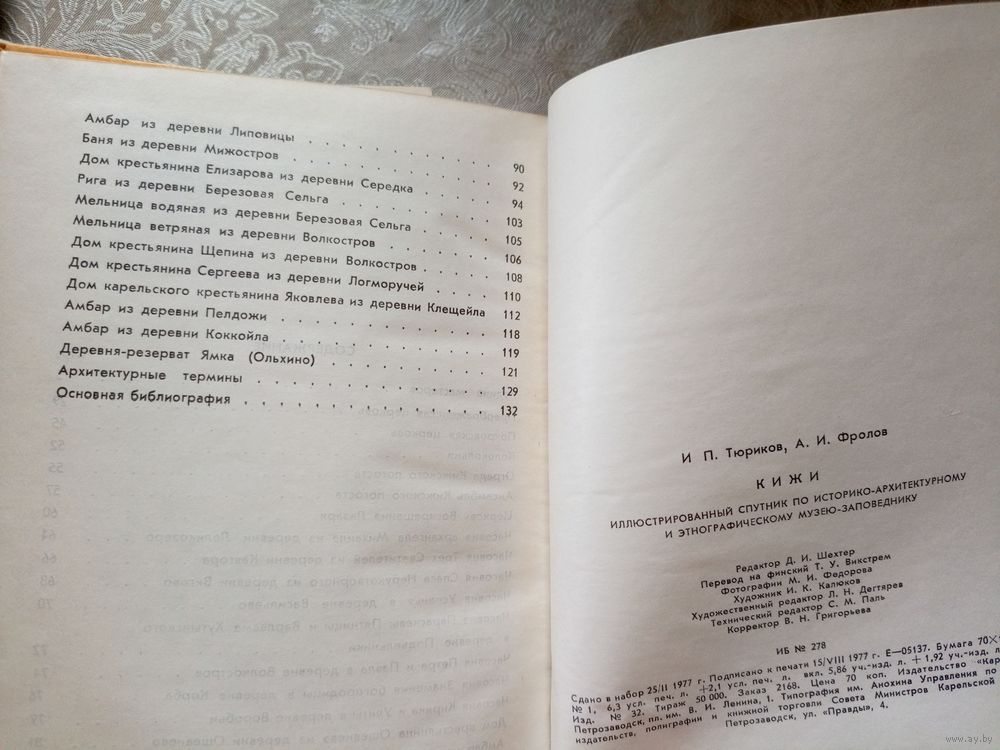 Амбар из деревни Липовицы . . . . . . . . . . . 90
Баня из деревни Мижостров . . . . . . . . . . 92
Дом крестьянина Елизарова из деревни Середка . . . . 94
Рига из деревни Березовая Сельга . . . . . . . . 103
Мельница водяная из деревни Березовая Сельга . . . . 105
Мельница ветряная из деревни Волкостров . . . . . 106
Дом крестьянина Щепина из деревни Волкостров . . . . 108
Дом крестьянина Сергеева из деревни Логморучей . . . . 110
Дом карельского крестьянина Яковлева из деревни Клещейла 112
Амбар из деревни Пелдожи . . . . . . . . . . . 118
Амбар из деревни Коккойла . . . . . . . . . . . 119
Деревня-резерват Ямка (Ольхино) . . . . . . . . . 121
Архитектурные термины . . . . . . . . . . . . 129
Основная библиография . . . . . . . . . . . . 132
И П. Тюриков, А. И. Фролов
КИЖИ
ИЛЛЮСТРИРОВАННЫЙ СПУТНИК ПО ИСТОРИКО-АРХИТЕКТУРНОМУ
И ЭТНОГРАФИЧЕСКОМУ МУЗЕЮ-ЗАПОВЕДНИКУ
Редактор Д. И. Шехтер
Перевод на финский Т. У. Викстрем
Фотографии М. И. Федорова
Художник И. К. Калюков
Художественный редактор Л. Н. Дегтярев
Технический редактор С. М. Паль
Корректор В. Н. Григорьева
ИБ № 278
Сдано в набор 25/II 1977 г. Подписано к печати 15/VIII 1977 г. Е—05137. Бумага 70×
№ 1, 6,3 усл. печ. л. +2,1 усл. печ. л. вкл. 5,86 уч.-изд. л. + 1,92 уч.-изд. л.
Изд. № 32. Тираж 50 000. Заказ 2168. Цена 70 коп. Издательство «Кар
Петрозаводск, пл. им. В. И. Ленина, 1. Типография им. Анохина Управления по
издательств, полиграфии и книжной торговли Совета Министров Карельской
Петрозаводск, ул. «Правды», 4.
www.ay.by